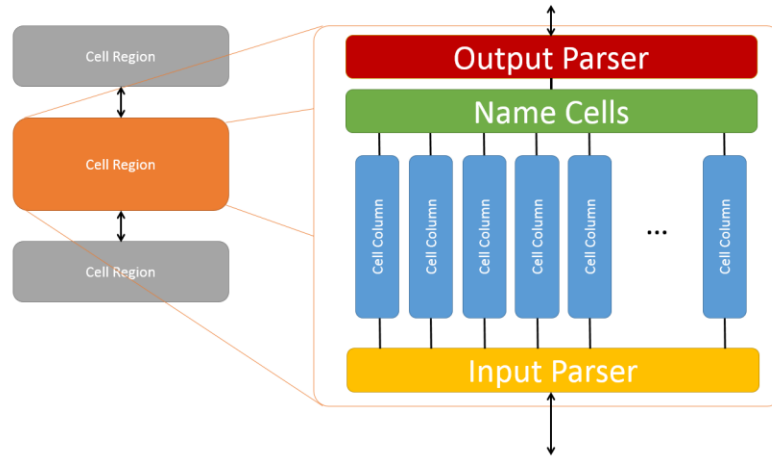 Cell Region
Cell Region
Cell Region
Output Parser
Name Cells
Cell Column
Cell Column
Cell Column
Cell Column
Cell Column
...
Cell Column
Input Parser